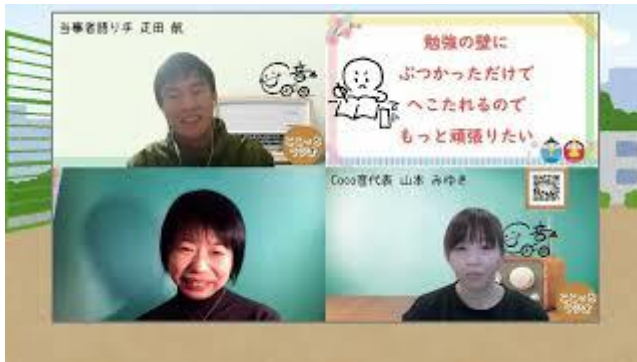 当事者語り手 疋田 航
勉強の壁に
ぶつかっただけで
へこたれるので
もっと頑張りたい
Coco音代表 山本 みゆき